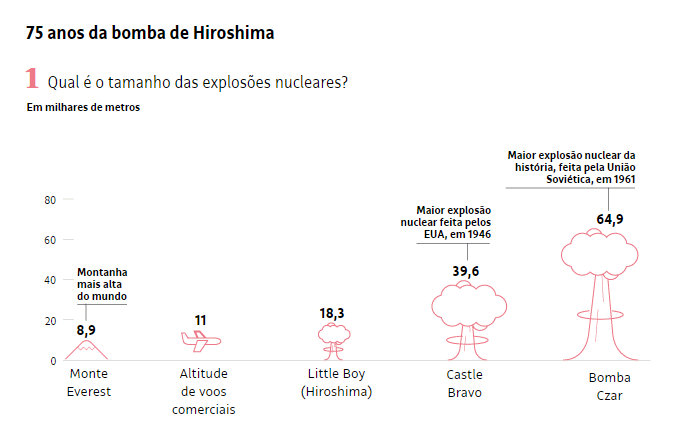 75 anos da bomba de Hiroshima
1 Qual é o tamanho das explosões nucleares?
Em milhares de metros
Maior explosão nuclear da
história, feita pela União
Soviética, em 1961
80
Maior explosão
nuclear feita pelos
EUA, em 1946
64,9
60
Montanha
mais alta
do mundo
39,6
40
18,3
11
8,9
20
0
Monte
Everest
Altitude
de voos
comerciais
Little Boy
(Hiroshima)
Castle
Bravo
Bomba
Czar